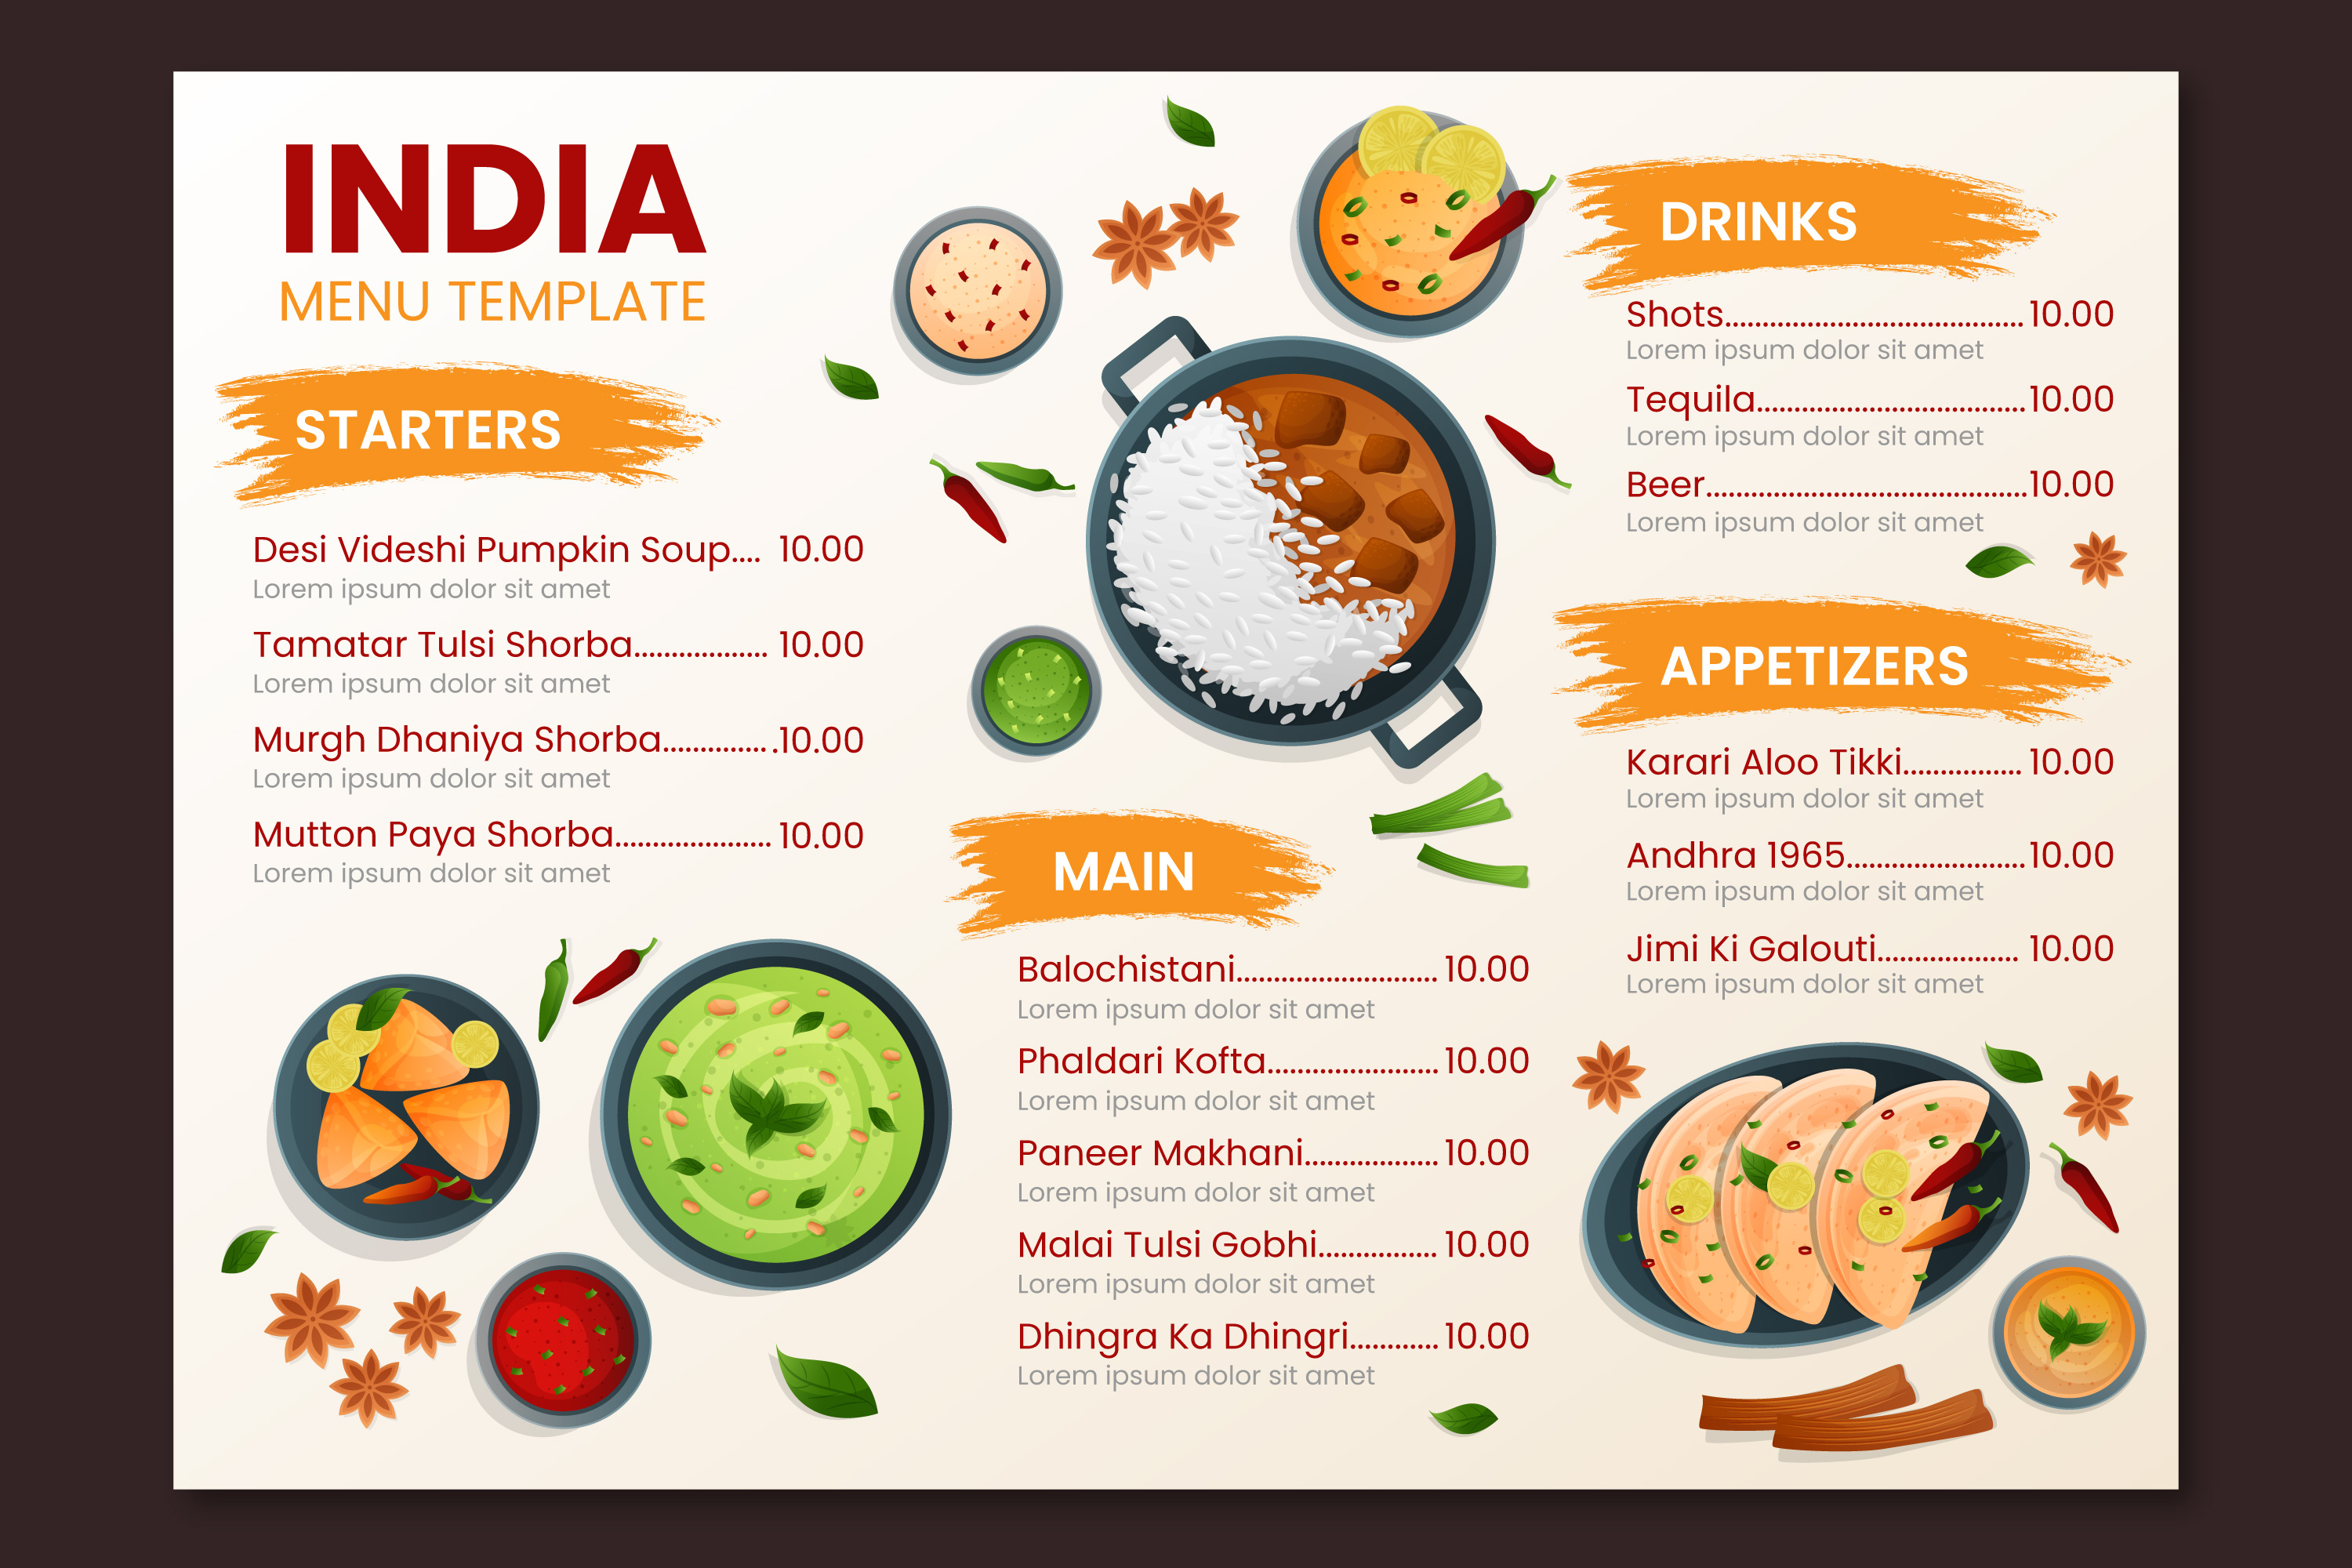 INDIA
MENU TEMPLATE
STARTERS
Desi Videshi Pumpkin Soup.... 10.00
Lorem ipsum dolor sit amet
Tamatar Tulsi Shorba.................. 10.00
Lorem ipsum dolor sit amet
Murgh Dhaniya Shorba...............10.00
Lorem ipsum dolor sit amet
Mutton Paya Shorba..................... 10.00
Lorem ipsum dolor sit amet
MAIN
Balochistani........................... 10.00
Lorem ipsum dolor sit amet
Phaldari Kofta....................... 10.00
Lorem ipsum dolor sit amet
Paneer Makhani.................. 10.00
Lorem ipsum dolor sit amet
Malai Tulsi Gobhi................ 10.00
Lorem ipsum dolor sit amet
Dhingra Ka Dhingri............ 10.00
Lorem ipsum dolor sit amet
DRINKS
Shots........................................ 10.00
Lorem ipsum dolor sit amet
Tequila.................................... 10.00
Lorem ipsum dolor sit amet
Beer...........................................10.00
Lorem ipsum dolor sit amet
APPETIZERS
Karari Aloo Tikki................ 10.00
Lorem ipsum dolor sit amet
Andhra 1965........................ 10.00
Lorem ipsum dolor sit amet
Jimi Ki Galouti................... 10.00
Lorem ipsum dolor sit amet